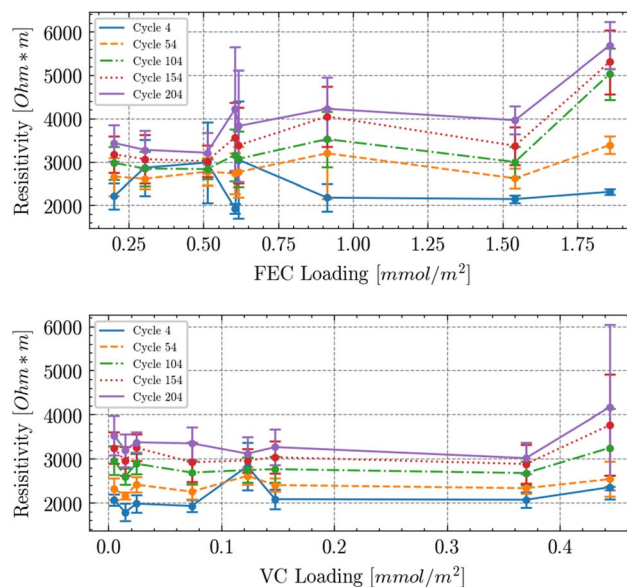 Cycle 4
Cycle 54
Cycle 104
Cycle 154
Cycle 204
6000
5000
4000
3000
2000
Resisitivity [Ohm * m]
0.25 0.50 0.75 1.00 1.25 1.50 1.75
FEC Loading [mmol/m²]
Cycle 4
Cycle 54
Cycle 104
Cycle 154
Cycle 204
6000
5000
4000
3000
2000
Resisitivity [Ohm * m]
0.0 0.1 0.2 0.3 0.4
VC Loading [mmol/m²]